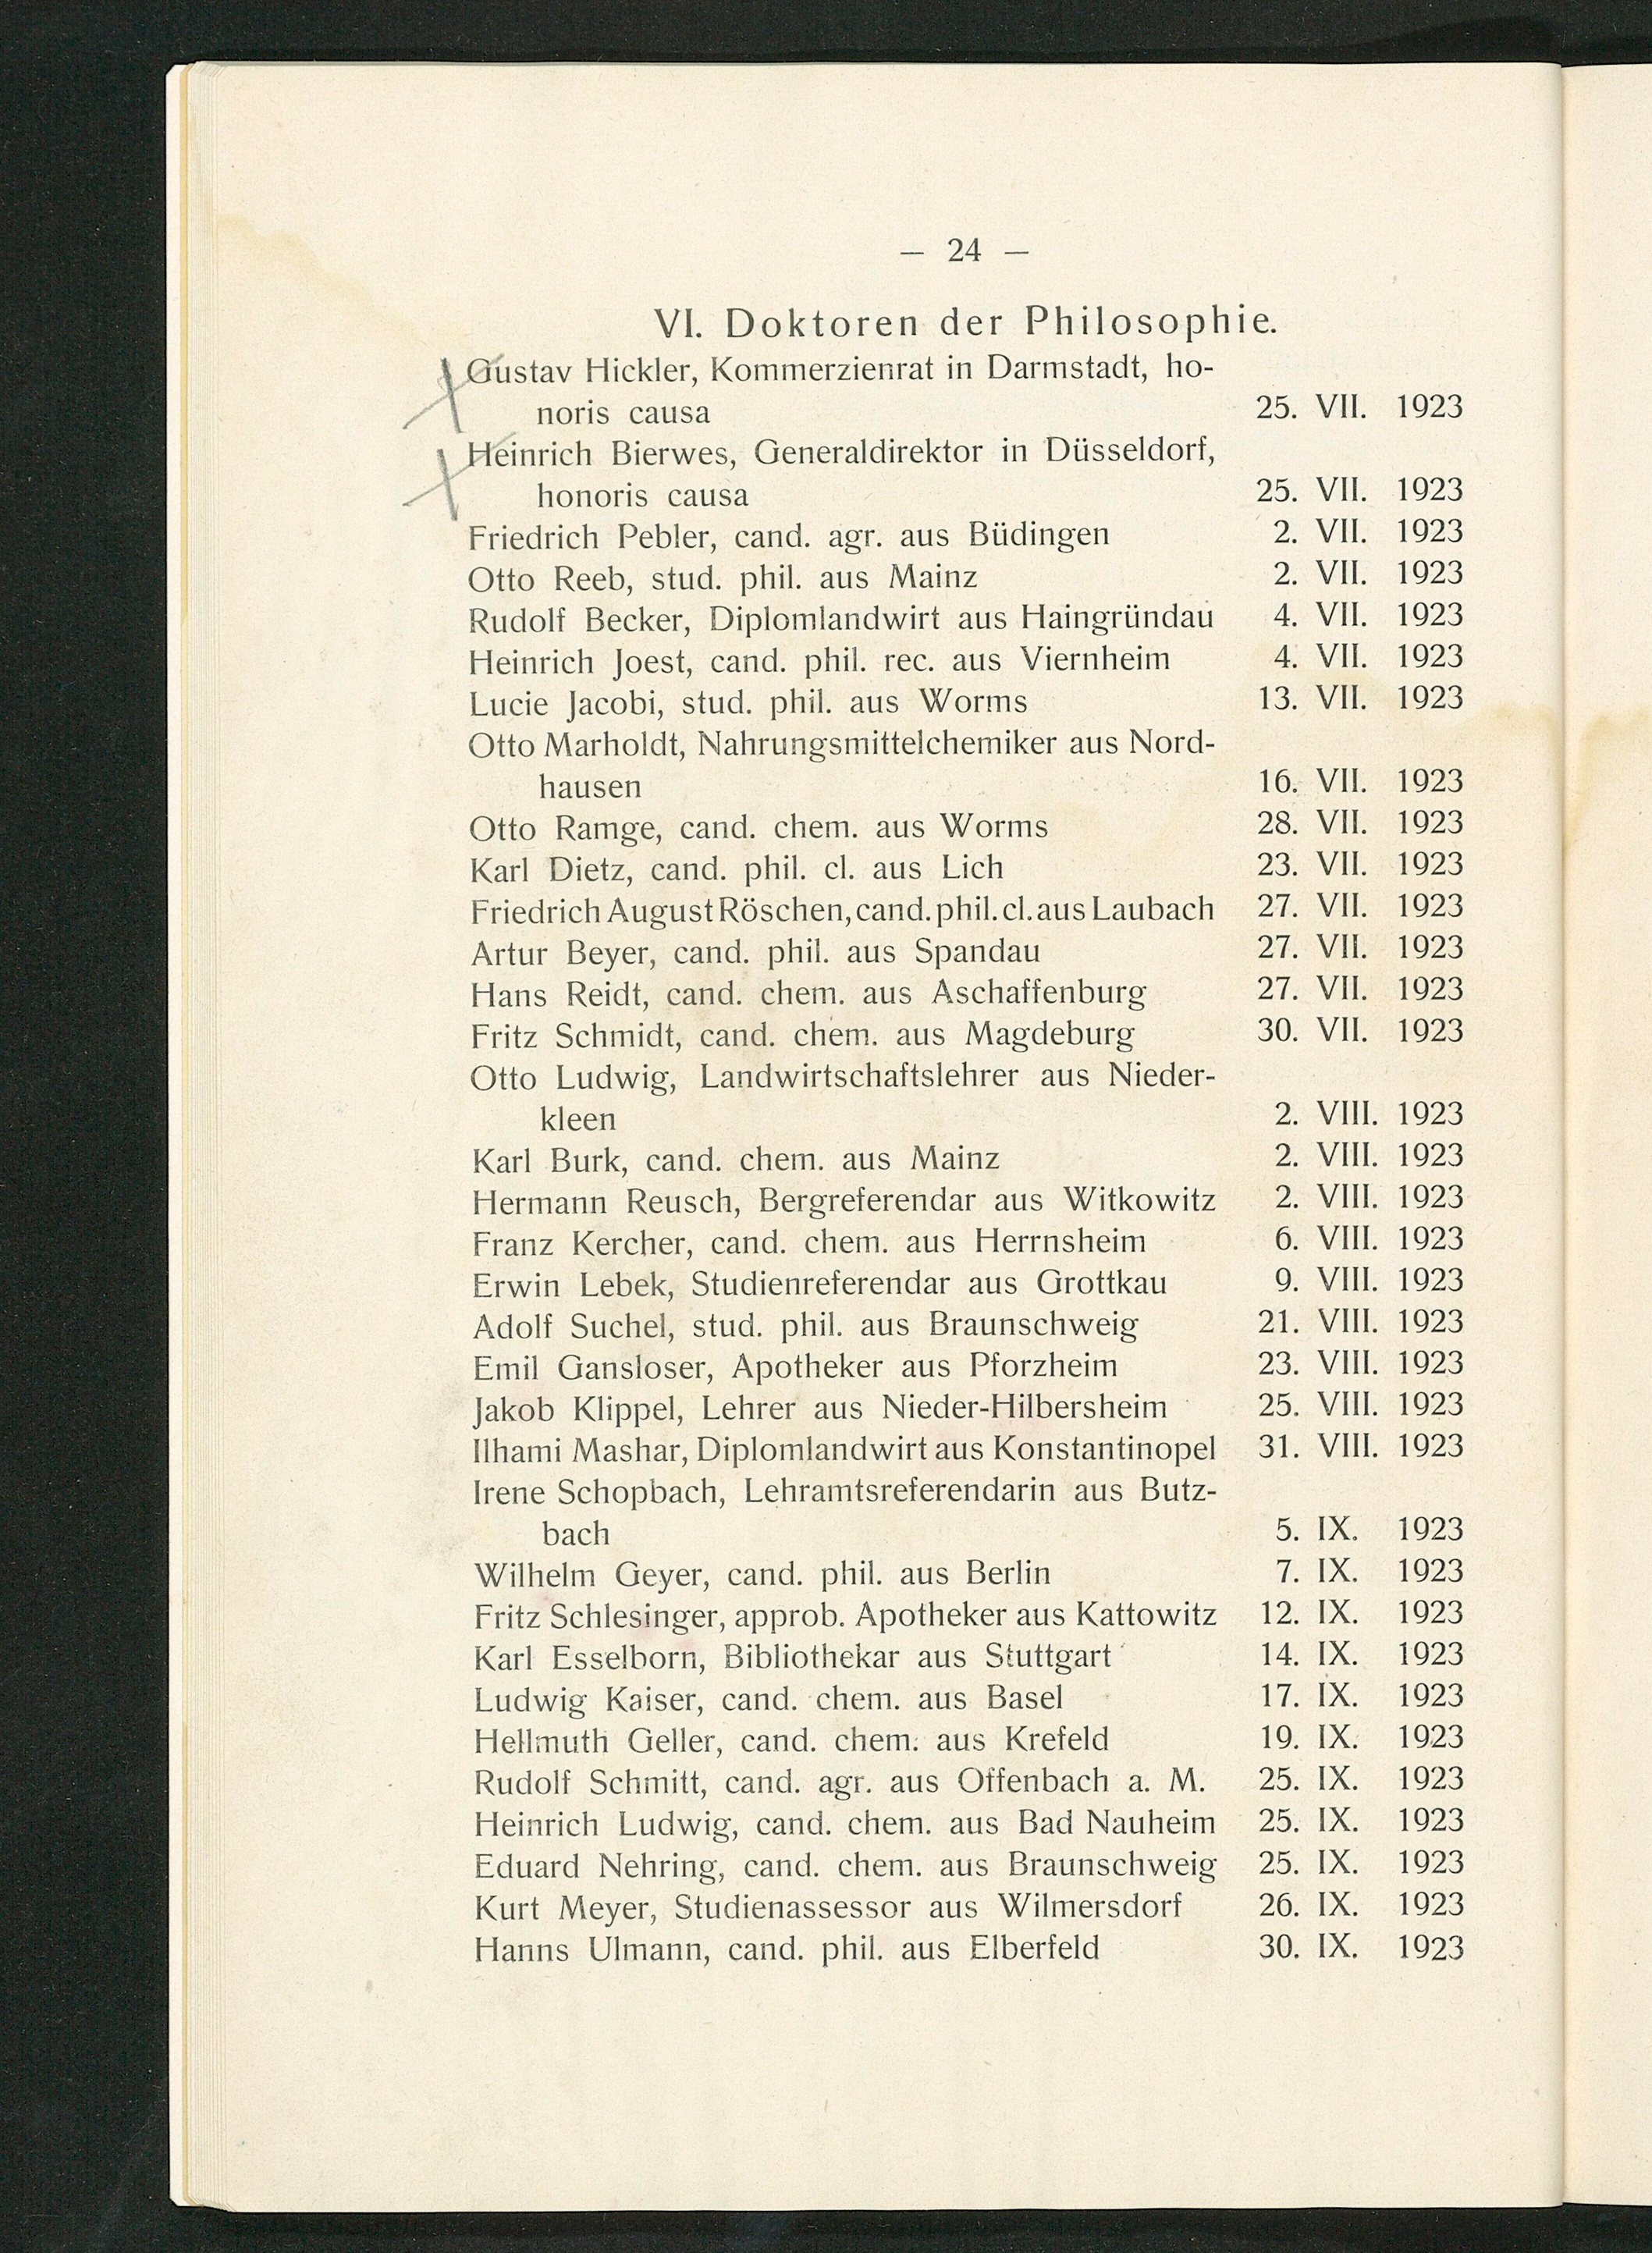 — 24 —
VI. Doktoren der Philosophie.
Gustav Hickler, Kommerzienrat in Darmstadt, ho-
noris causa 25. VII. 1923
Heinrich Bierwes, Generaldirektor in Düsseldorf,
honoris causa 25. VII. 1923
Friedrich Pebler, cand. agr. aus Büdingen 2. VII. 1923
Otto Reeb, stud. phil. aus Mainz 2. VII. 1923
Rudolf Becker, Diplomlandwirt aus Haingründau 4. VII. 1923
Heinrich Joest, cand. phil. rec. aus Viernheim 4. VII. 1923
Lucie Jacobi, stud. phil. aus Worms 13. VII. 1923
Otto Marholdt, Nahrungsmittelchemiker aus Nord-
hausen 16. VII. 1923
Otto Ramge, cand. chem. aus Worms 28. VII. 1923
Karl Dietz, cand. phil. cl. aus Lich 23. VII. 1923
Friedrich August Röschen, cand. phil. cl. aus Laubach 27. VII. 1923
Artur Beyer, cand. phil. aus Spandau 27. VII. 1923
Hans Reidt, cand. chem. aus Aschaffenburg 27. VII. 1923
Fritz Schmidt, cand. chem. aus Magdeburg 30. VII. 1923
Otto Ludwig, Landwirtschaftslehrer aus Nieder-
kleen 2. VIII. 1923
Karl Burk, cand. chem. aus Mainz 2. VIII. 1923
Hermann Reusch, Bergreferendar aus Witkowitz 2. VIII. 1923
Franz Kercher, cand. chem. aus Herrnsheim 6. VIII. 1923
Erwin Lebek, Studienreferendar aus Grottkau 9. VIII. 1923
Adolf Suchel, stud. phil. aus Braunschweig 21. VIII. 1923
Emil Gansloser, Apotheker aus Pforzheim 23. VIII. 1923
Jakob Klippel, Lehrer aus Nieder-Hilbersheim 25. VIII. 1923
Ilhami Mashar, Diplomlandwirt aus Konstantinopel 31. VIII. 1923
Irene Schopbach, Lehramtsreferendarin aus Butz-
bach 5. IX. 1923
Wilhelm Geyer, cand. phil. aus Berlin 7. IX. 1923
Fritz Schlesinger, approb. Apotheker aus Kattowitz 12. IX. 1923
Karl Esselborn, Bibliothekar aus Stuttgart 14. IX. 1923
Ludwig Kaiser, cand. chem. aus Basel 17. IX. 1923
Hellmuth Geller, cand. chem. aus Krefeld 19. IX. 1923
Rudolf Schmitt, cand. agr. aus Offenbach a. M. 25. IX. 1923
Heinrich Ludwig, cand. chem. aus Bad Nauheim 25. IX. 1923
Eduard Nehring, cand. chem. aus Braunschweig 25. IX. 1923
Kurt Meyer, Studienassessor aus Wilmersdorf 26. IX. 1923
Hanns Ulmann, cand. phil. aus Elberfeld 30. IX. 1923